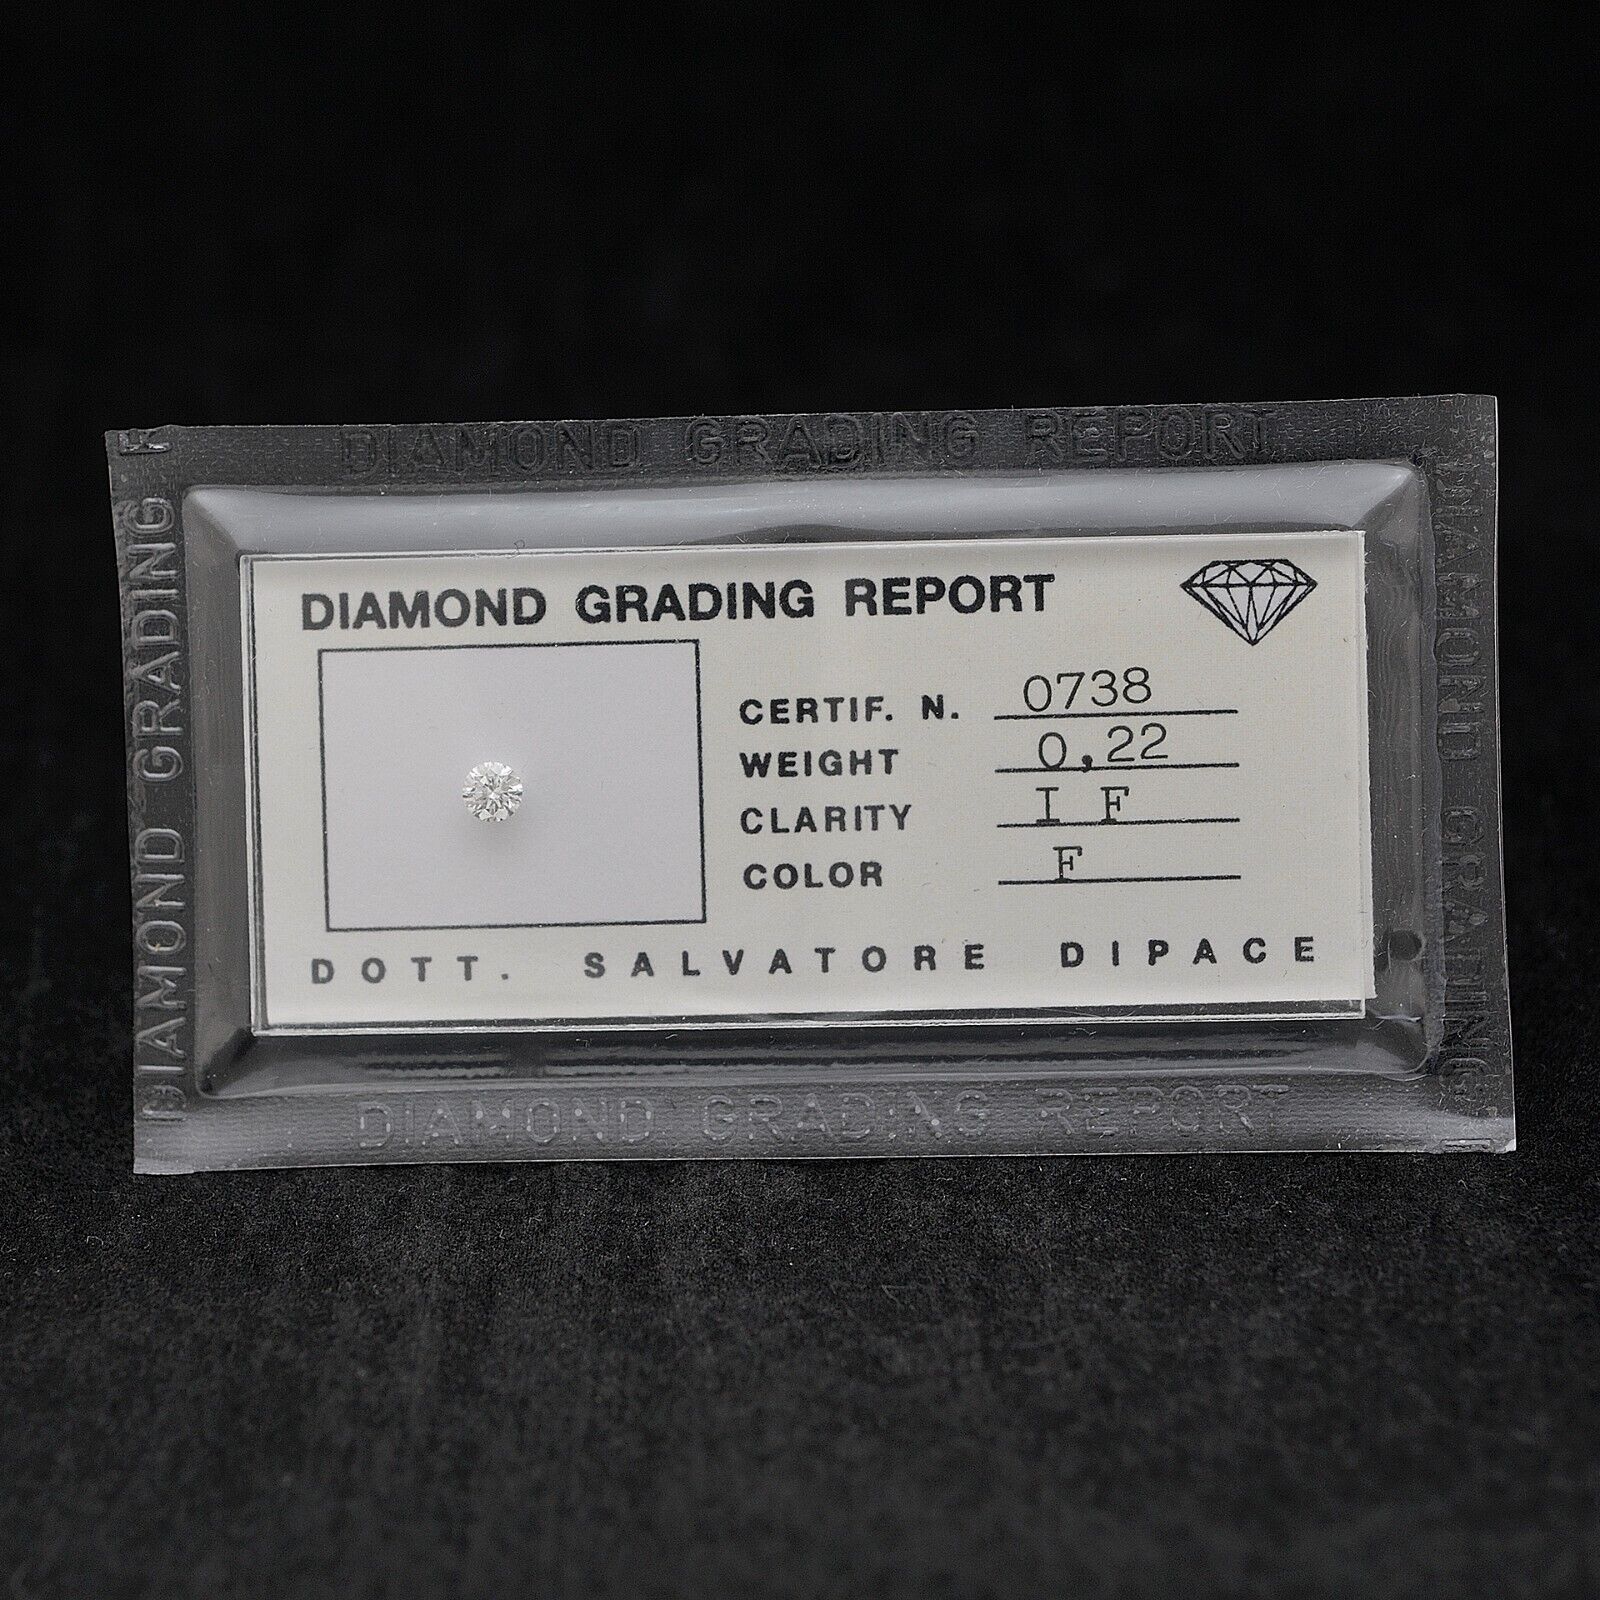 DIAMOND GRADING REPORT
DIAMOND GRADING
DIAMOND GRADING REPORT
CERTIF. N. 0738
WEIGHT 0,22
CLARITY I F
COLOR F
DOTT. SALVATORE DIPACE
DIAMOND GRADING
DIAMOND GRADING REPORT